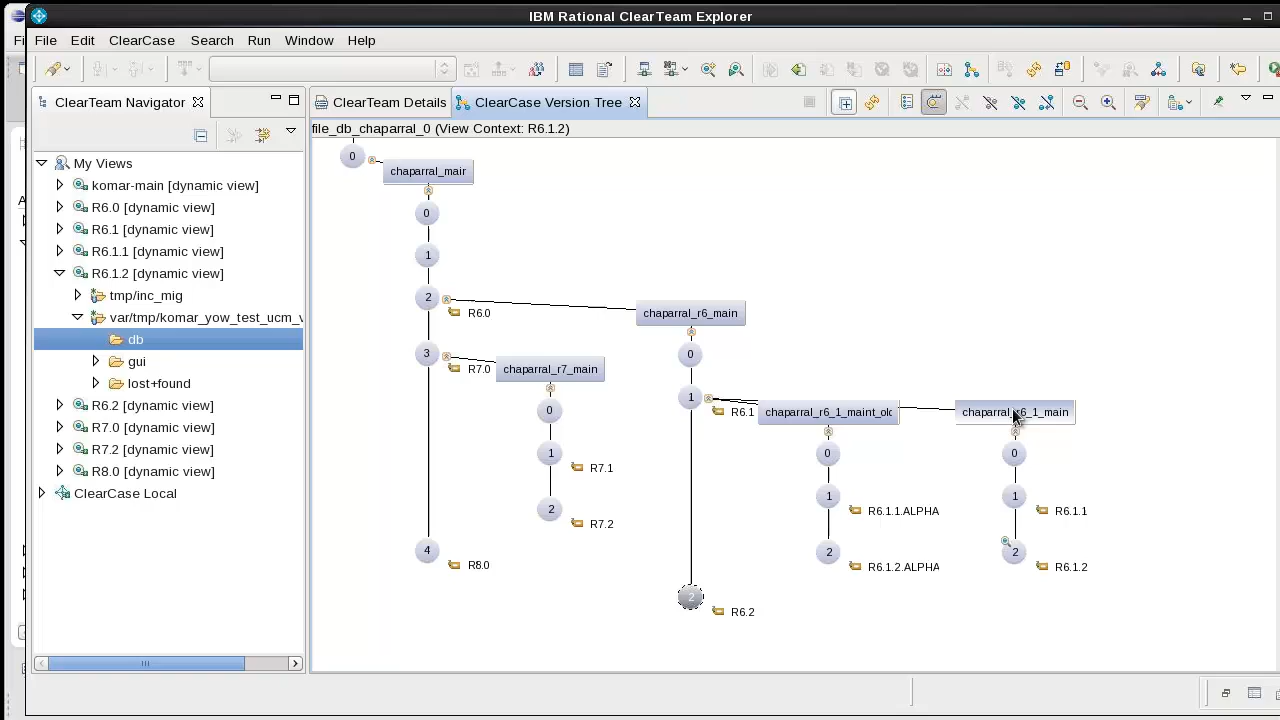 IBM Rational ClearTeam Explorer
File Edit ClearCase Search Run Window Help
ClearTeam Navigator
ClearTeam Details
ClearCase Version Tree
file_db_chaparral_0 (View Context: R6.1.2)
My Views
komar-main [dynamic view]
R6.0 [dynamic view]
R6.1 [dynamic view]
R6.1.1 [dynamic view]
R6.1.2 [dynamic view]
tmp/inc_mig
var/tmp/komar_yow_test_ucm_v
db
gui
lost+found
R6.2 [dynamic view]
R7.0 [dynamic view]
R7.2 [dynamic view]
R8.0 [dynamic view]
ClearCase Local
0
chaparral_mair
0
1
2
R6.0
chaparral_r6_main
0
3
R7.0
chaparral_r7_main
1
R6.1
chaparral_r6_1_maint_olc
chaparral_r6_1_main
0
0
0
1
R7.1
1
R6.1.1.ALPHA
1
R6.1.1
2
R7.2
4
R8.0
2
R6.1.2.ALPHA
2
R6.1.2
2
R6.2